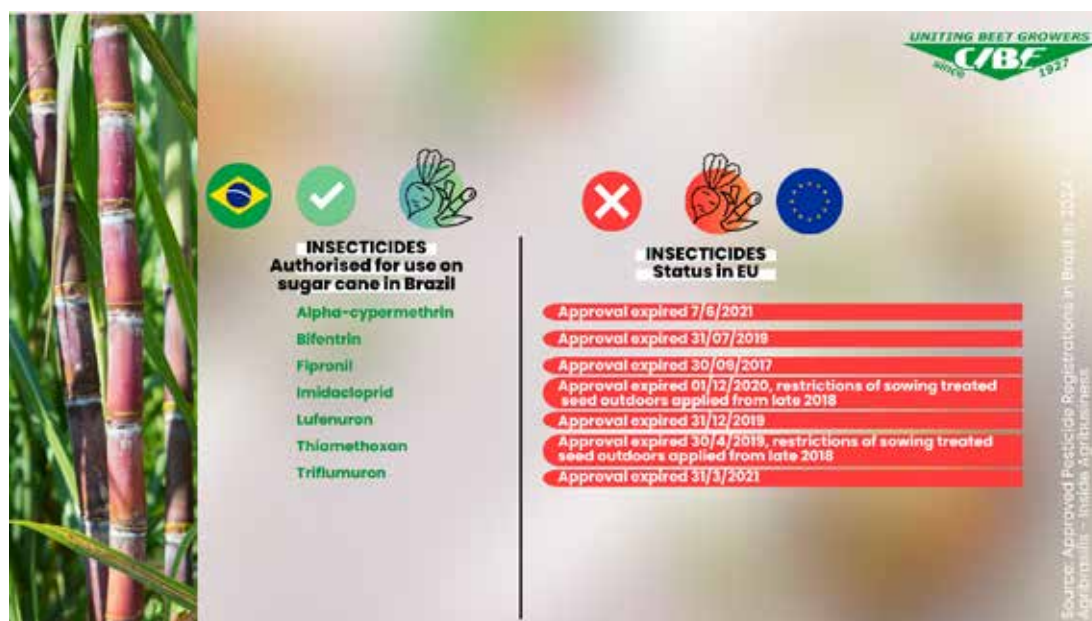 UNITING BEET GROWERS
CIBE
since 1927
INSECTICIDES
Authorised for use on
sugar cane in Brazil
Alpha-cypermethrin
Bifentrin
Fipronil
Imidacloprid
Lufenuron
Thiomethoxan
Triflumuron
INSECTICIDES
Status in EU
Approval expired 7/6/2021
Approval expired 31/07/2019
Approval expired 30/09/2017
Approval expired 01/12/2020, restrictions of sowing treated
seed outdoors applied from late 2018
Approval expired 31/12/2019
Approval expired 30/4/2019, restrictions of sowing treated
seed outdoors applied from late 2018
Approval expired 31/3/2021
Source: Approved Pesticide Registrations in Brazil in